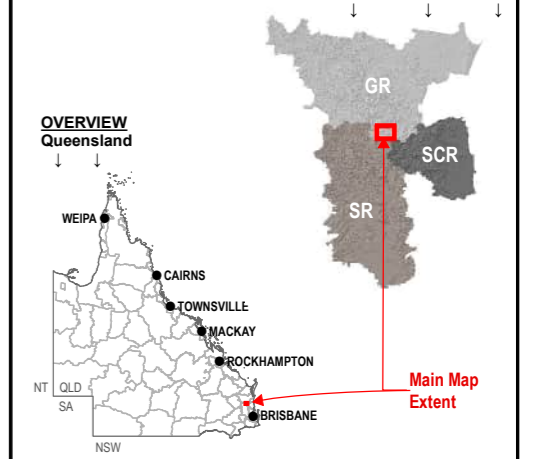 ↓ ↓ ↓
GR
OVERVIEW
Queensland
↓ ↓
SCR
SR
WEIPA
CAIRNS
TOWNSVILLE
MACKAY
ROCKHAMPTON
Main Map
Extent
NT QLD
SA
BRISBANE
NSW